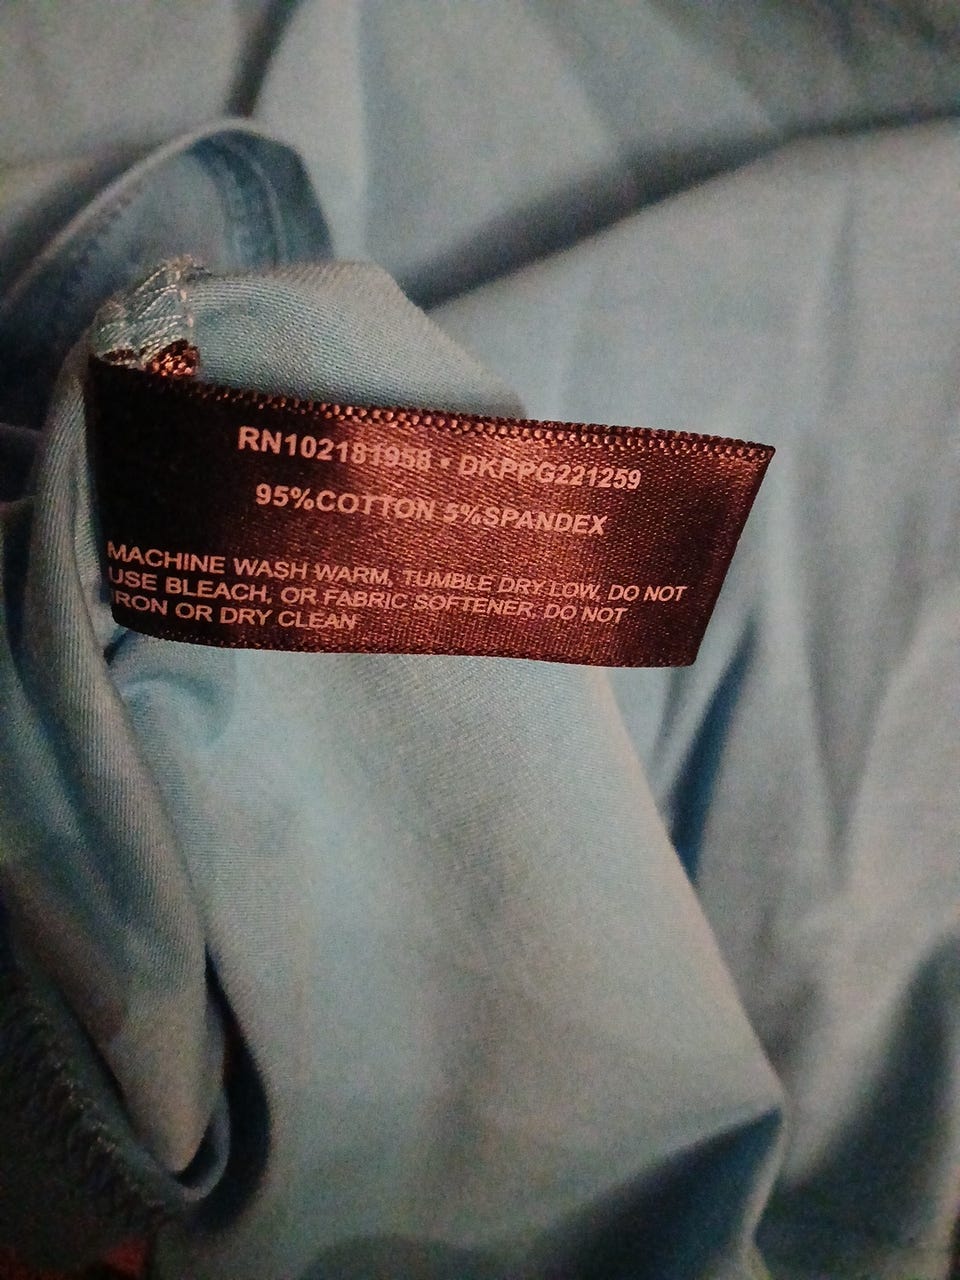 RN102181958 • DKPPG221259
95%COTTON 5%SPANDEX
MACHINE WASH WARM, TUMBLE DRY LOW, DO NOT
USE BLEACH, OR FABRIC SOFTENER, DO NOT
IRON OR DRY CLEAN